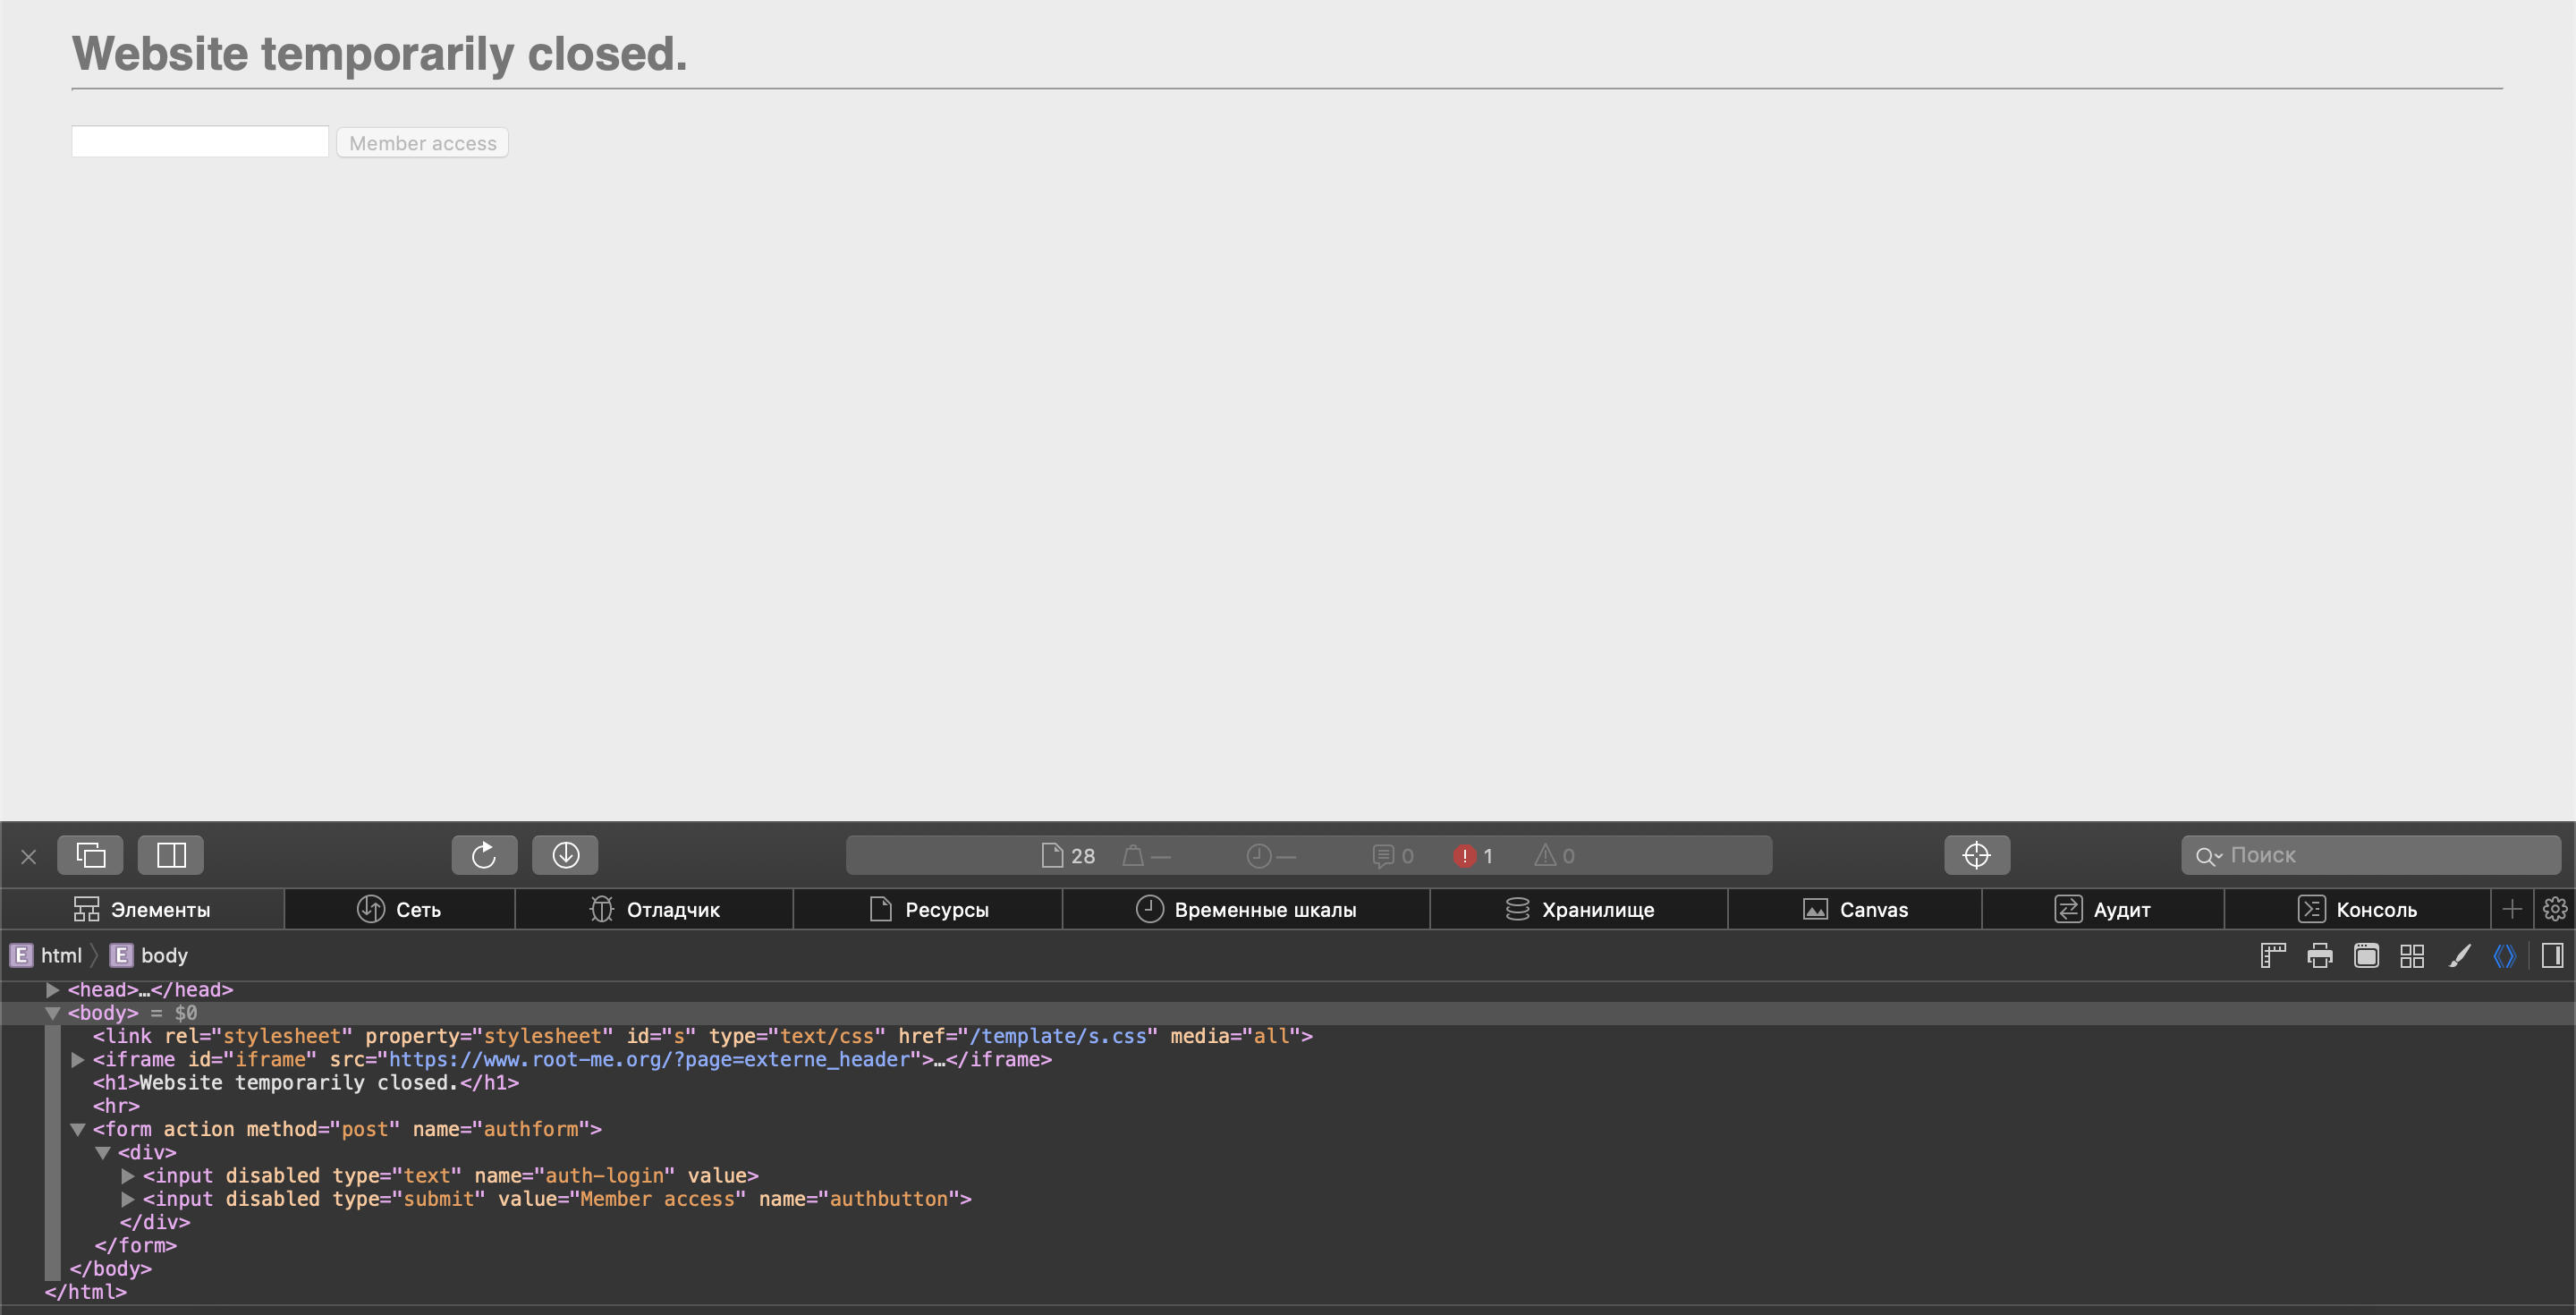 Website temporarily closed.
Member access
28 — — 0 1 0 Поиск
Элементы Сеть Отладчик Ресурсы Временные шкалы Хранилище Canvas Аудит Консоль
E html E body
<head>…</head>
<body> = $0
<link rel="stylesheet" property="stylesheet" id="s" type="text/css" href="/template/s.css" media="all">
<iframe id="iframe" src="https://www.root-me.org/?page=externe_header">…</iframe>
<h1>Website temporarily closed.</h1>
<hr>
<form action method="post" name="authform">
<div>
<input disabled type="text" name="auth-login" value>
<input disabled type="submit" value="Member access" name="authbutton">
</div>
</form>
</body>
</html>